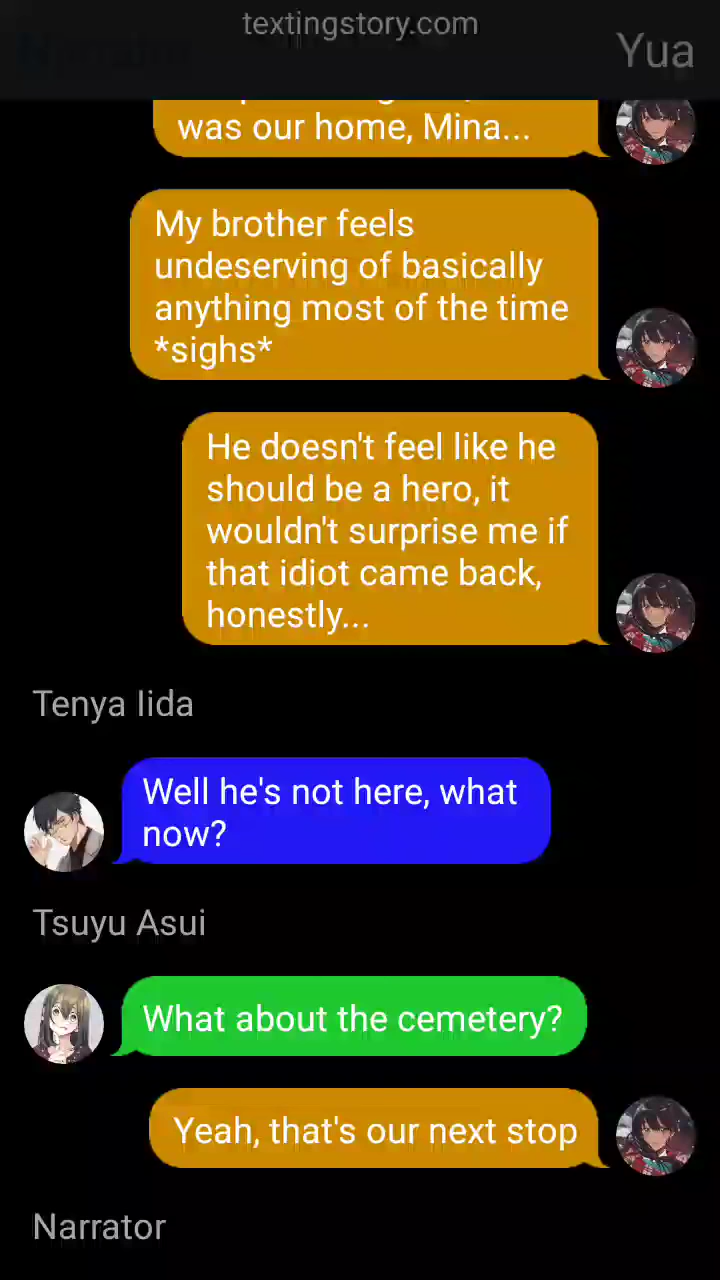 textingstory.com
Narrator
Yua
was our home, Mina...
My brother feels
undeserving of basically
anything most of the time
*sighs*
He doesn't feel like he
should be a hero, it
wouldn't surprise me if
that idiot came back,
honestly...
Tenya Iida
Well he's not here, what
now?
Tsuyu Asui
What about the cemetery?
Yeah, that's our next stop
Narrator